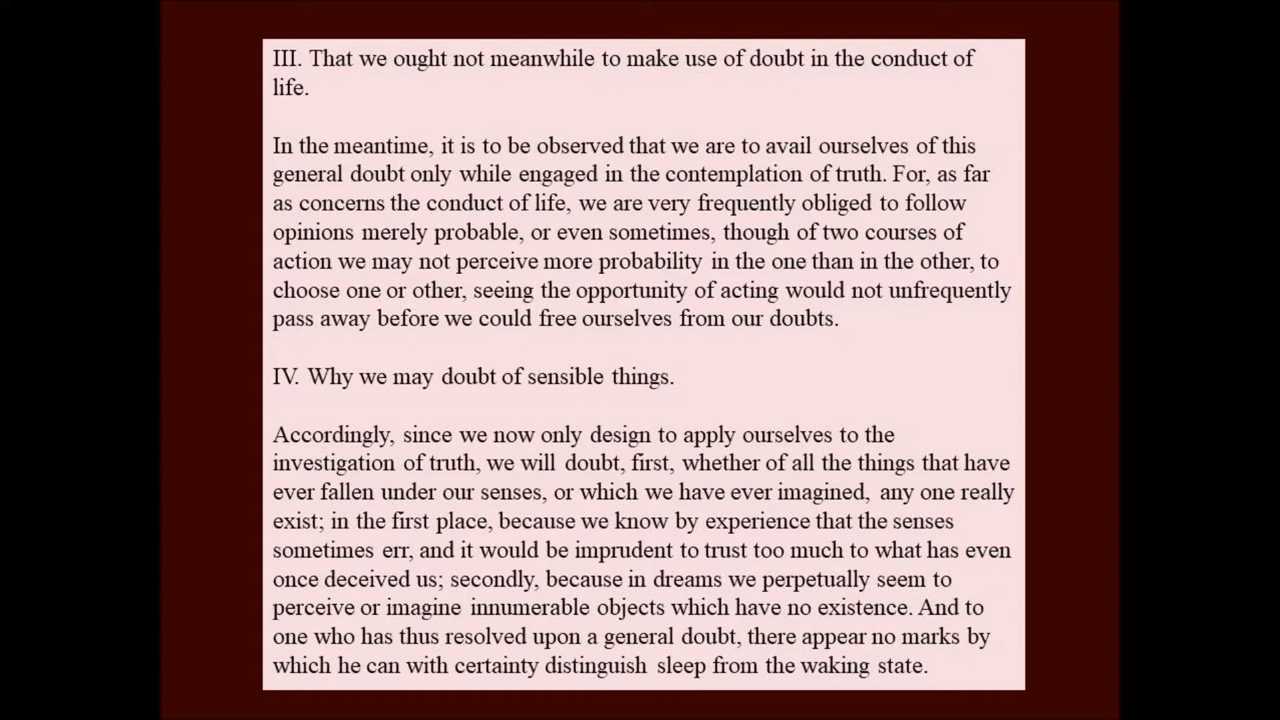 III. That we ought not meanwhile to make use of doubt in the conduct of
life.
In the meantime, it is to be observed that we are to avail ourselves of this
general doubt only while engaged in the contemplation of truth. For, as far
as concerns the conduct of life, we are very frequently obliged to follow
opinions merely probable, or even sometimes, though of two courses of
action we may not perceive more probability in the one than in the other, to
choose one or other, seeing the opportunity of acting would not unfrequently
pass away before we could free ourselves from our doubts.
IV. Why we may doubt of sensible things.
Accordingly, since we now only design to apply ourselves to the
investigation of truth, we will doubt, first, whether of all the things that have
ever fallen under our senses, or which we have ever imagined, any one really
exist; in the first place, because we know by experience that the senses
sometimes err, and it would be imprudent to trust too much to what has even
once deceived us; secondly, because in dreams we perpetually seem to
perceive or imagine innumerable objects which have no existence. And to
one who has thus resolved upon a general doubt, there appear no marks by
which he can with certainty distinguish sleep from the waking state.